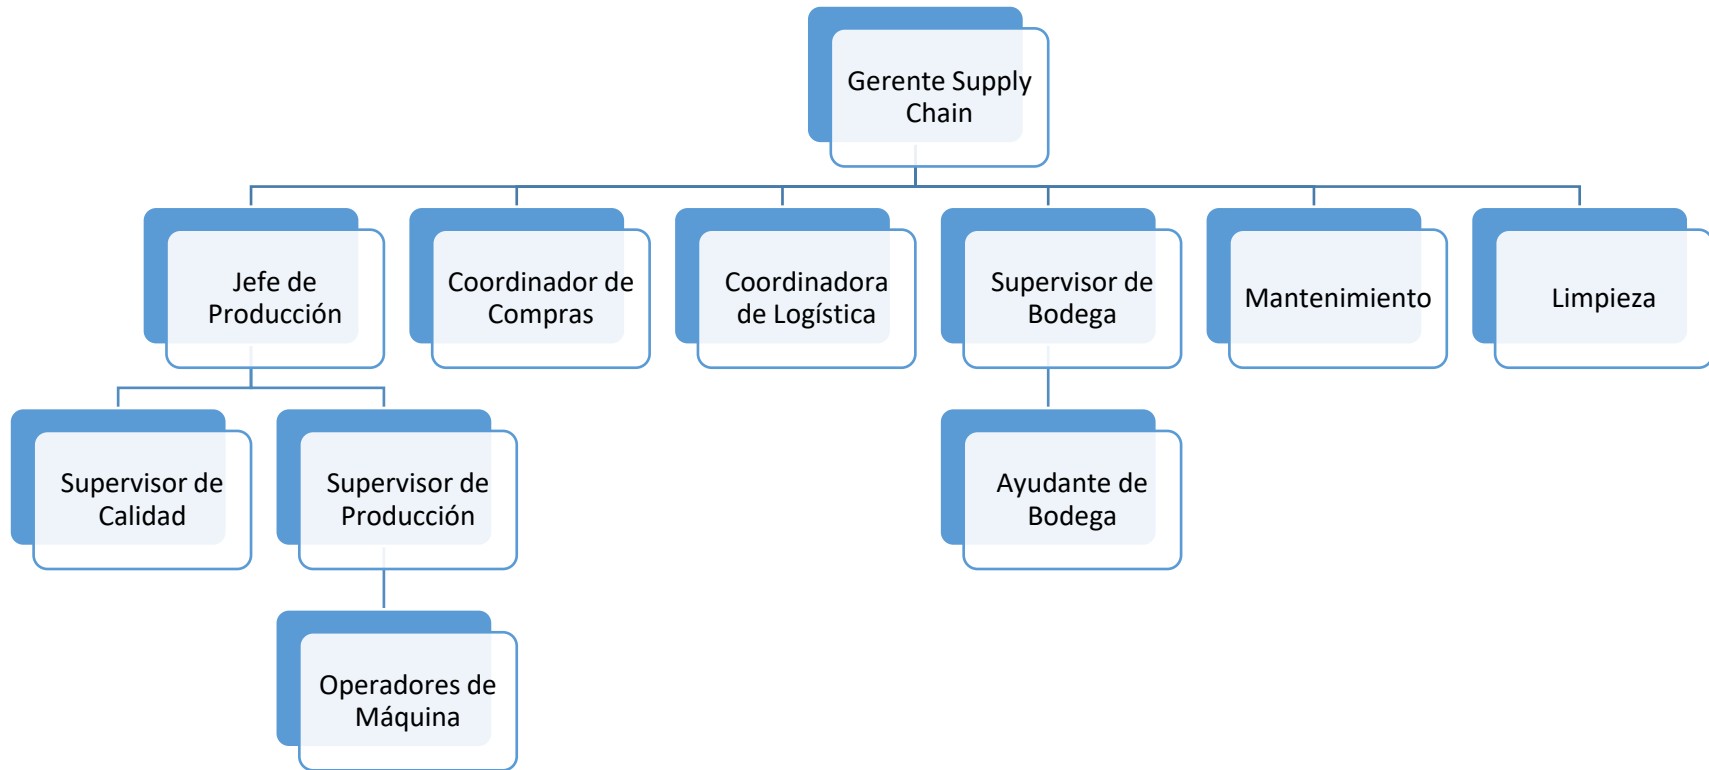 Gerente Supply
Chain
Jefe de
Producción
Coordinador de
Compras
Coordinadora
de Logística
Supervisor de
Bodega
Mantenimiento
Limpieza
Supervisor de
Calidad
Supervisor de
Producción
Ayudante de
Bodega
Operadores de
Máquina